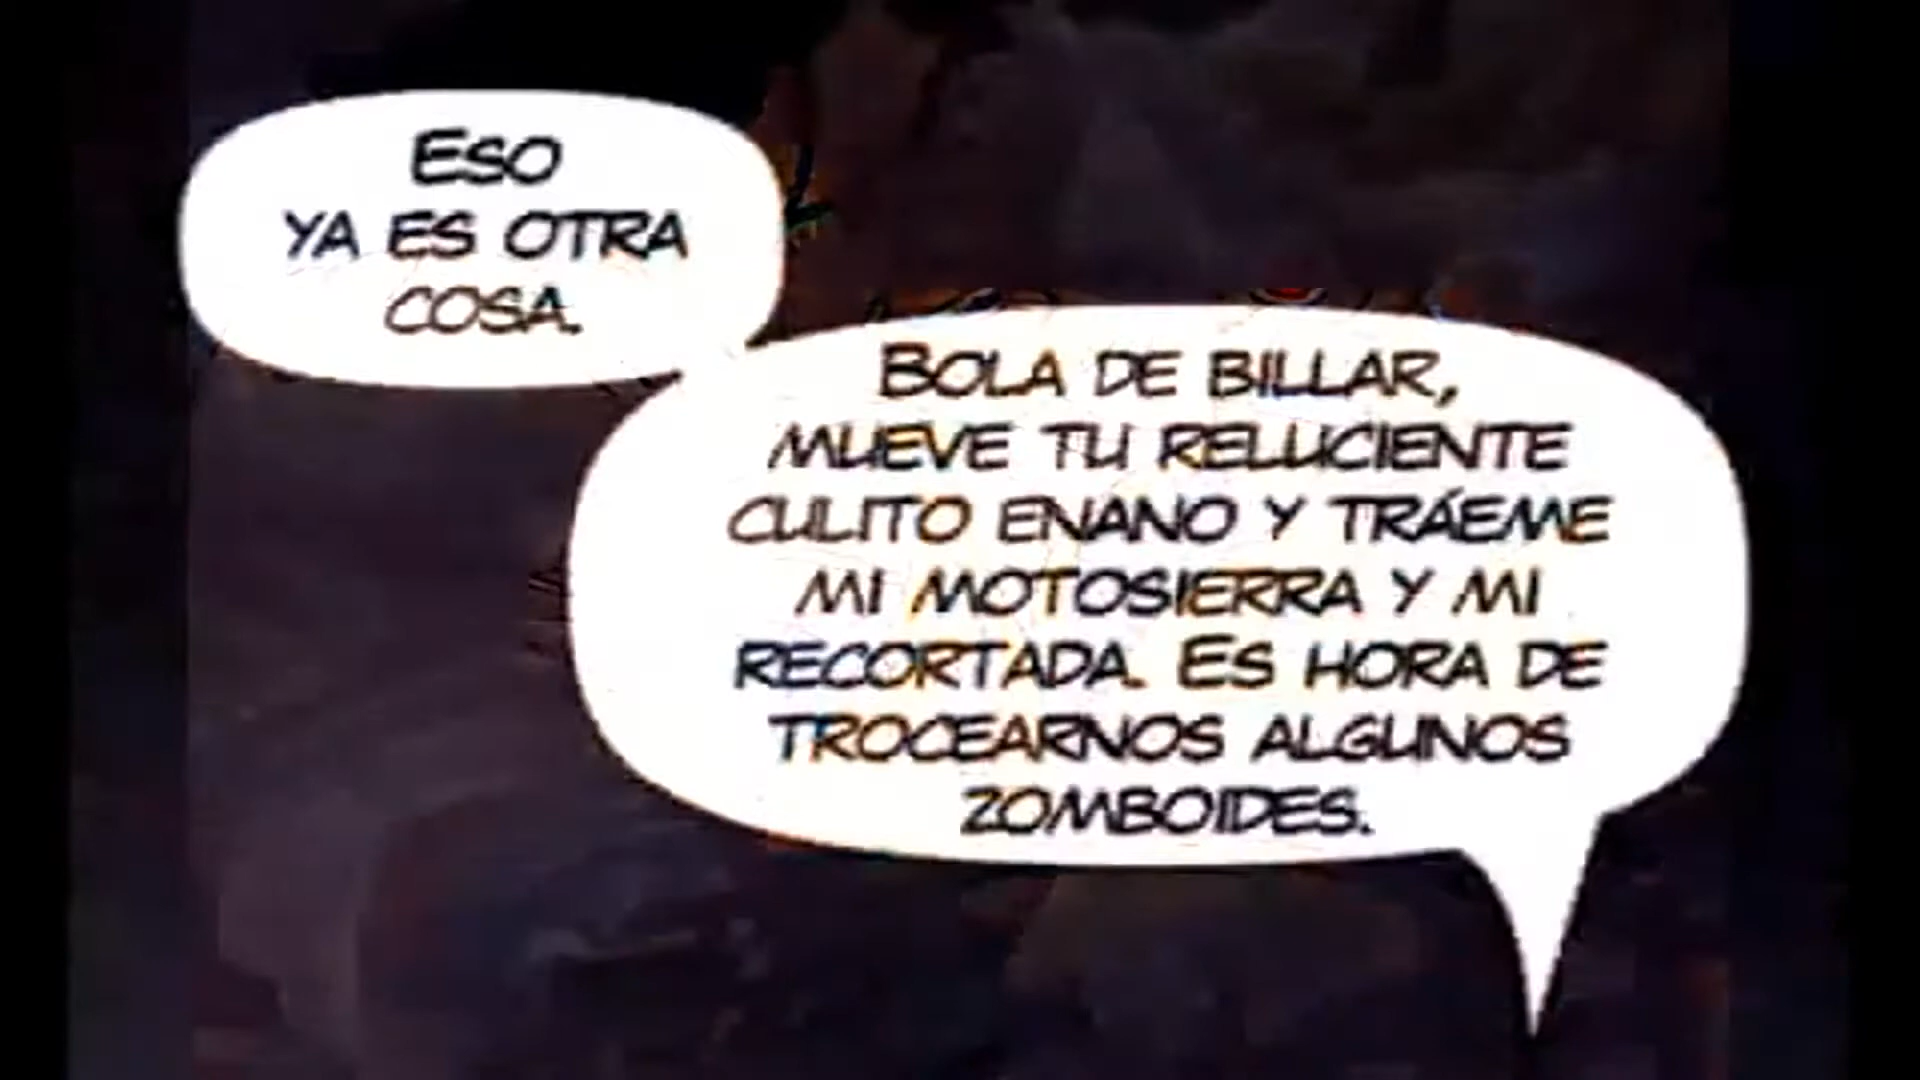 ESO
YA ES OTRA
COSA.
BOLA DE BILLAR,
MUEVE TU RELUCIENTE
CULITO ENANO Y TRÁEME
MI MOTOSIERRA Y MI
RECORTADA. ES HORA DE
TROCEARNOS ALGUNOS
ZOMBOIDES.